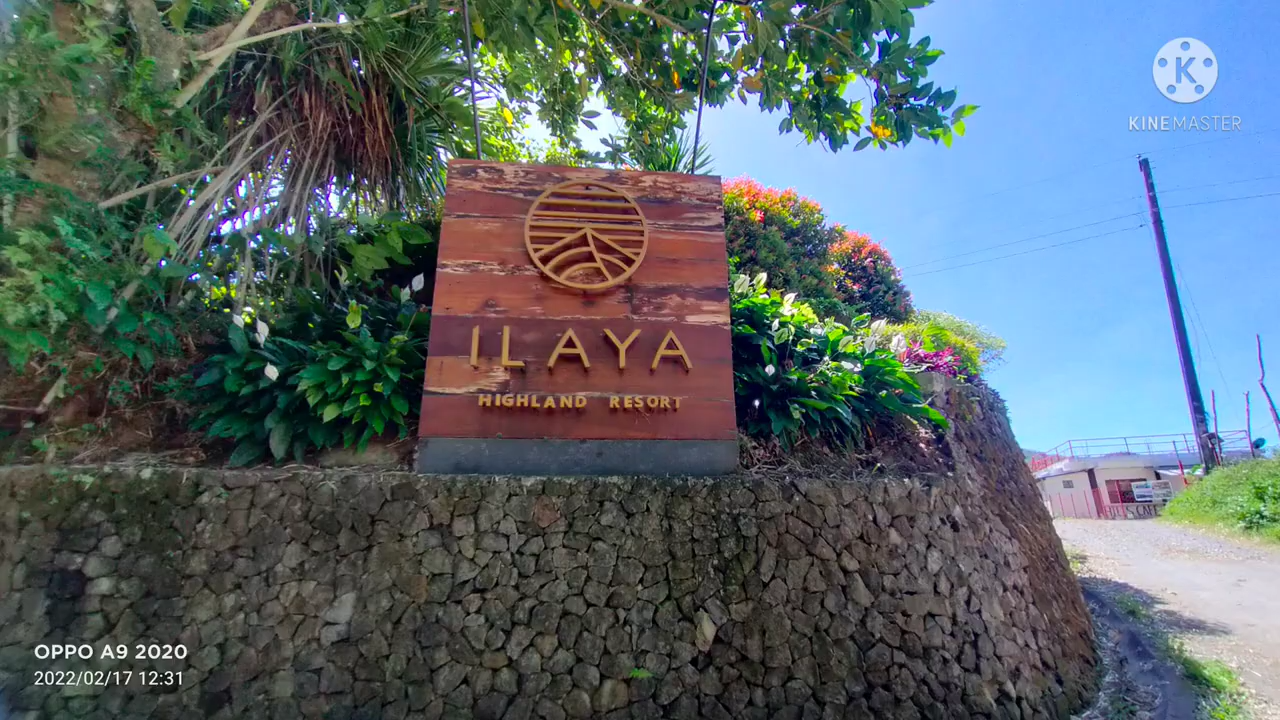 K
KINEMASTER
ILAYA
HIGHLAND RESORT
OPPO A9 2020
2022/02/17 12:31